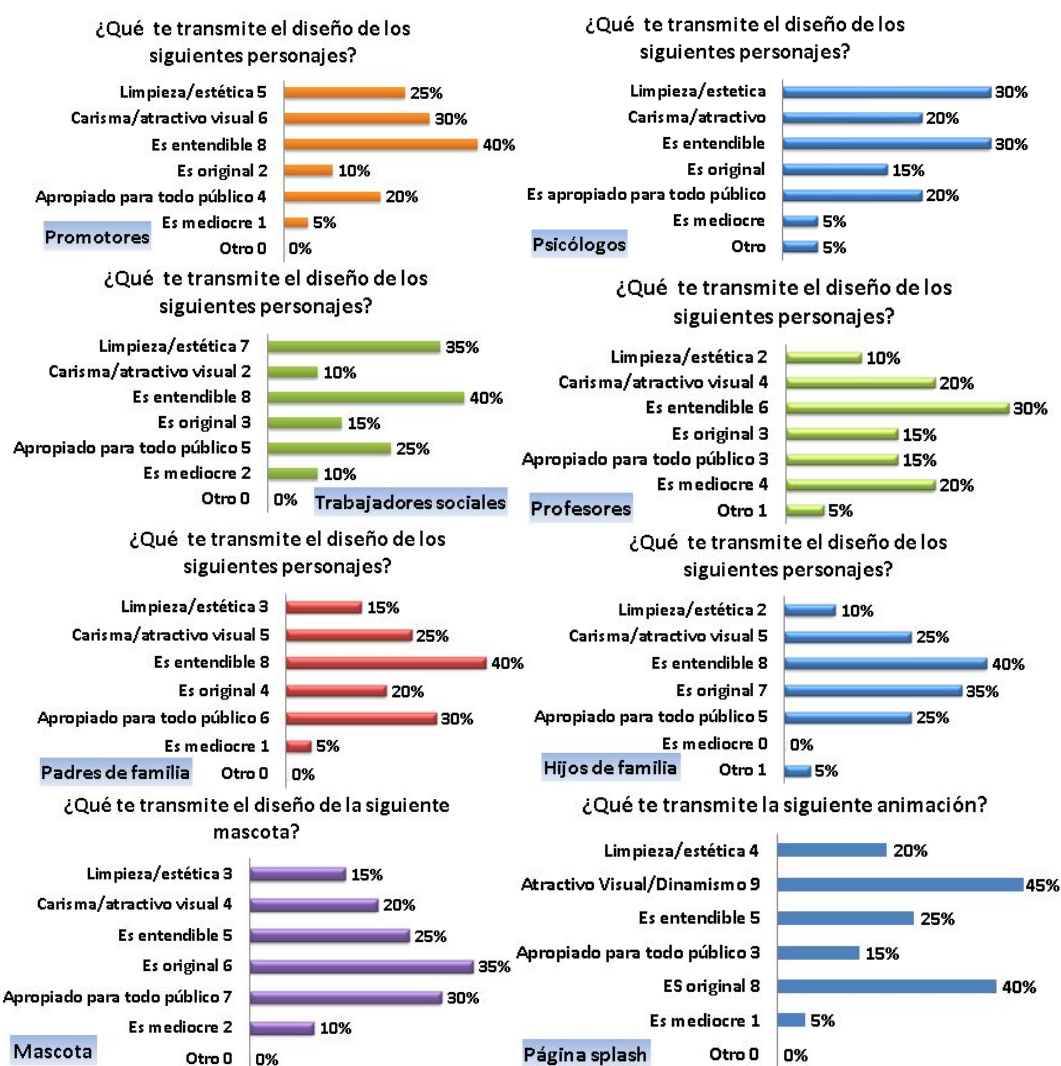 ¿Qué te transmite el diseño de los
siguientes personajes?
Limpieza/estética 5 25%
Carisma/atractivo visual 6 30%
Es entendible 8 40%
Es original 2 10%
Apropiado para todo público 4 20%
Es mediocre 1 5%
Otro 0 0%
Promotores
¿Qué te transmite el diseño de los
siguientes personajes?
Limpieza/estetica 30%
Carisma/atractivo 20%
Es entendible 30%
Es original 15%
Es apropiado para todo público 20%
Es mediocre 5%
Otro 5%
Psicólogos
¿Qué te transmite el diseño de los
siguientes personajes?
Limpieza/estética 7 35%
Carisma/atractivo visual 2 10%
Es entendible 8 40%
Es original 3 15%
Apropiado para todo público 5 25%
Es mediocre 2 10%
Otro 0 0%
Trabajadores sociales
¿Qué te transmite el diseño de los
siguientes personajes?
Limpieza/estética 2 10%
Carisma/atractivo visual 4 20%
Es entendible 6 30%
Es original 3 15%
Apropiado para todo público 3 15%
Es mediocre 4 20%
Otro 1 5%
Profesores
¿Qué te transmite el diseño de los
siguientes personajes?
Limpieza/estética 3 15%
Carisma/atractivo visual 5 25%
Es entendible 8 40%
Es original 4 20%
Apropiado para todo público 6 30%
Es mediocre 1 5%
Otro 0 0%
Padres de familia
¿Qué te transmite el diseño de los
siguientes personajes?
Limpieza/estética 2 10%
Carisma/atractivo visual 5 25%
Es entendible 8 40%
Es original 7 35%
Apropiado para todo público 5 25%
Es mediocre 0 0%
Otro 1 5%
Hijos de familia
¿Qué te transmite el diseño de la siguiente
mascota?
Limpieza/estética 3 15%
Carisma/atractivo visual 4 20%
Es entendible 5 25%
Es original 6 35%
Apropiado para todo público 7 30%
Es mediocre 2 10%
Otro 0 0%
Mascota
¿Qué te transmite la siguiente animación?
Limpieza/estética 4 20%
Atractivo Visual/Dinamismo 9 45%
Es entendible 5 25%
Apropiado para todo público 3 15%
ES original 8 40%
Es mediocre 1 5%
Otro 0 0%
Página splash